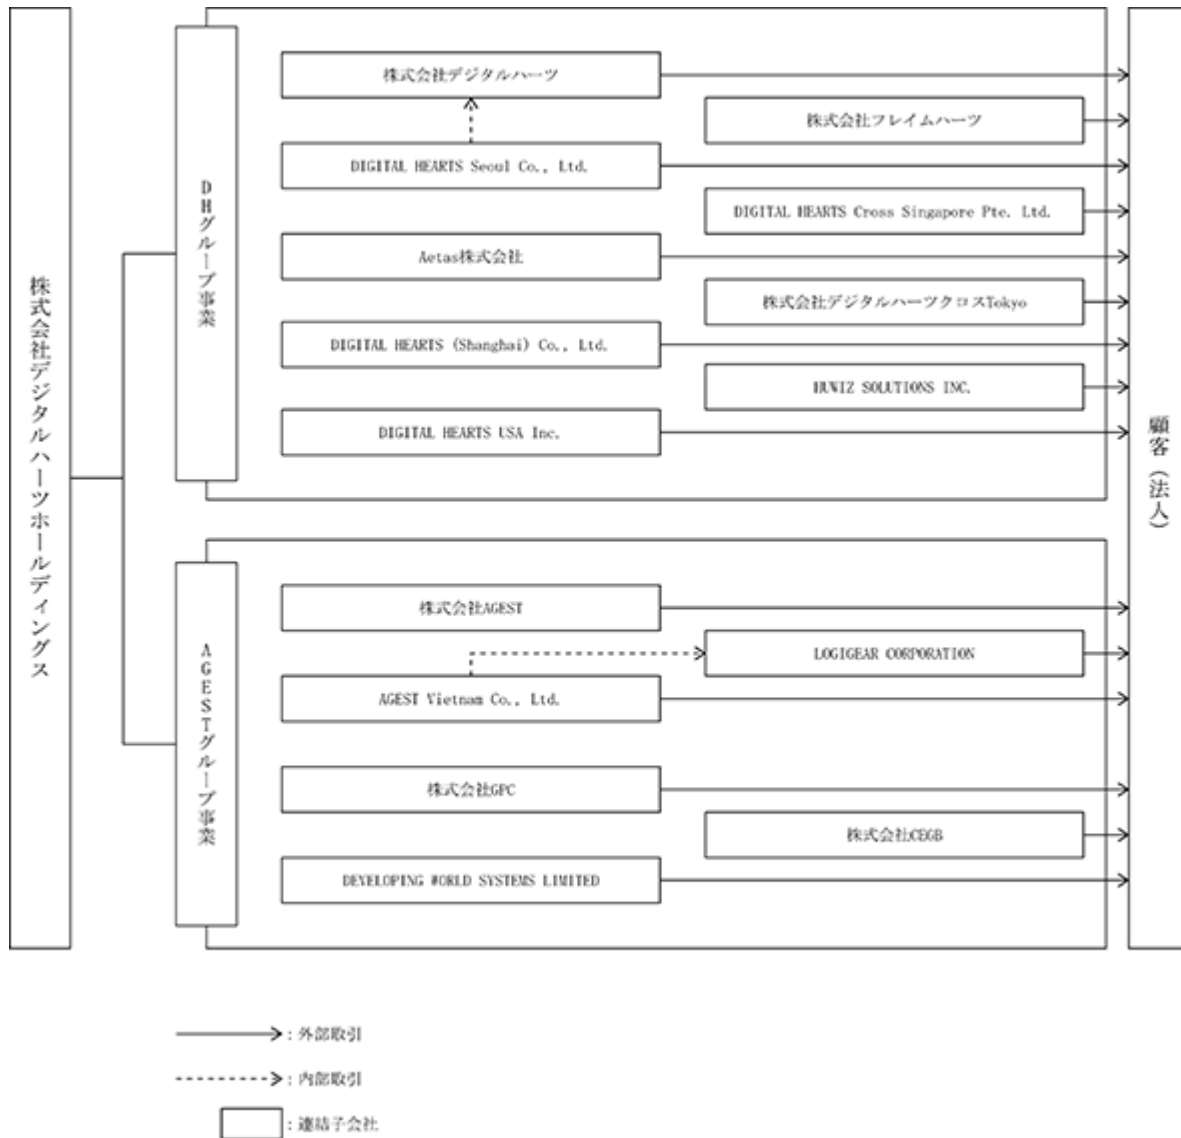 株式会社デジタルハーツホールディングス
DHグループ事業
株式会社デジタルハーツ
株式会社フレイムハーツ
DIGITAL HEARTS Seoul Co., Ltd.
DIGITAL HEARTS Cross Singapore Pte. Ltd.
Aetas株式会社
株式会社デジタルハーツクロスTokyo
DIGITAL HEARTS (Shanghai) Co., Ltd.
HUWIZ SOLUTIONS INC.
DIGITAL HEARTS USA Inc.
AGESTグループ事業
株式会社AGEST
LOGIGEAR CORPORATION
AGEST Vietnam Co., Ltd.
株式会社GPC
株式会社CEGB
DEVELOPING WORLD SYSTEMS LIMITED
顧客（法人）
：外部取引
：内部取引
：連結子会社